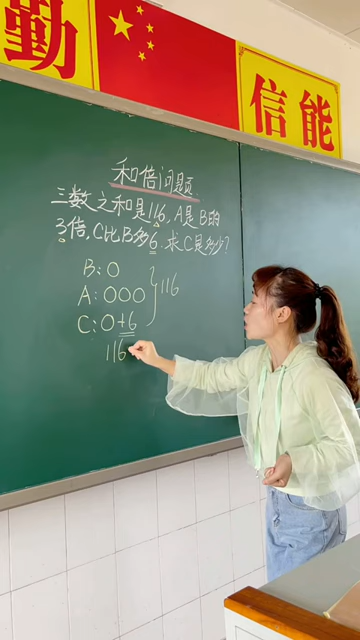 勤
信能
和倍问题
三数之和是116,A是B的
3倍,C比B多6.求C是多少?
B:O
A:OOO
C:O+6
}116
116